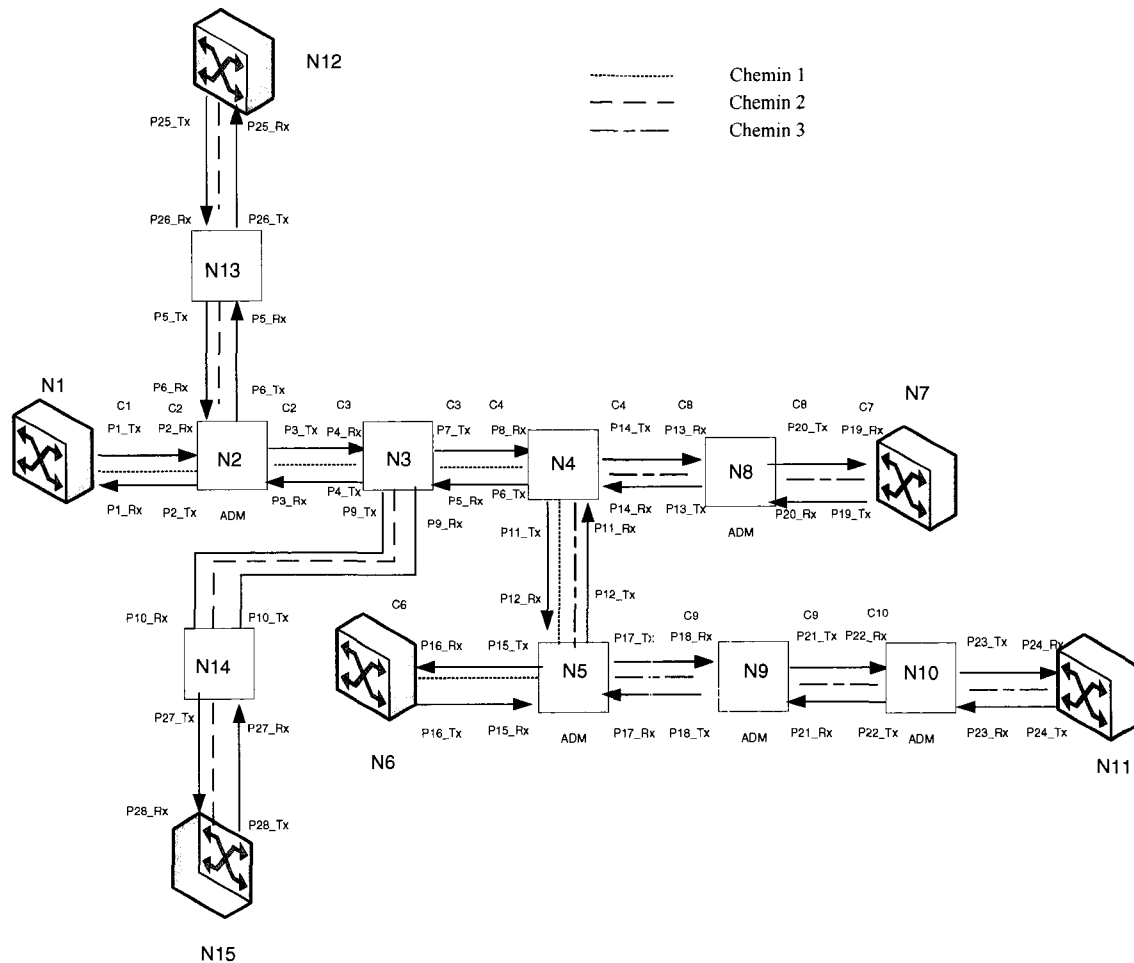 N12
Chemin 1
Chemin 2
Chemin 3
P25_Tx
P25_Rx
P26_Rx
P26_Tx
N13
P5_Tx
P5_Rx
N1
P6_Rx
P6_Tx
N7
C1
C2
C2
C3
C3
C4
C4
C8
C8
C7
P1_Tx
P2_Rx
P3_Tx
P4_Rx
P7_Tx
P8_Rx
P14_Tx
P13_Rx
P20_Tx
P19_Rx
N2
N3
N4
N8
P1_Rx
P2_Tx
ADM
P3_Rx
P4_Tx
P5_Rx
P6_Tx
P14_Rx
P13_Tx
ADM
P20_Rx
P19_Tx
P9_Tx
P9_Rx
P11_Tx
P11_Rx
P12_Rx
P12_Tx
P10_Rx
P10_Tx
C6
C9
C9
C10
P16_Rx
P15_Tx
P17_Tx
P18_Rx
P21_Tx
P22_Rx
P23_Tx
P24_Rx
N14
N5
N9
N10
P27_Tx
P27_Rx
P16_Tx
P15_Rx
ADM
P17_Rx
P18_Tx
ADM
P21_Rx
P22_Tx
ADM
P23_Rx
P24_Tx
N6
N11
P28_Rx
P28_Tx
N15